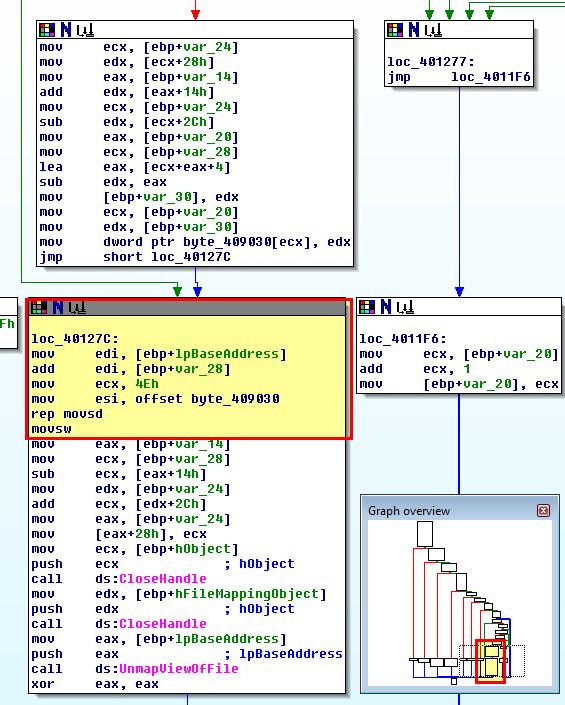 mov ecx, [ebp+var_24]
mov edx, [ecx+28h]
mov eax, [ebp+var_14]
add edx, [eax+14h]
mov ecx, [ebp+var_24]
sub edx, [ecx+2Ch]
mov eax, [ebp+var_20]
mov ecx, [ebp+var_28]
lea eax, [ecx+eax+4]
sub edx, eax
mov [ebp+var_30], edx
mov ecx, [ebp+var_20]
mov edx, [ebp+var_30]
mov dword ptr byte_409030[ecx], edx
jmp short loc_40127C
loc_401277:
jmp loc_4011F6
Fh
loc_40127C:
mov edi, [ebp+lpBaseAddress]
add edi, [ebp+var_28]
mov ecx, 4Eh
mov esi, offset byte_409030
rep movsd
movsw
mov eax, [ebp+var_14]
mov ecx, [ebp+var_28]
sub ecx, [eax+14h]
mov edx, [ebp+var_24]
add ecx, [edx+2Ch]
mov eax, [ebp+var_24]
mov [eax+28h], ecx
mov ecx, [ebp+hObject]
push ecx ; hObject
call ds:CloseHandle
mov edx, [ebp+hFileMappingObject]
push edx ; hObject
call ds:CloseHandle
mov eax, [ebp+lpBaseAddress]
push eax ; lpBaseAddress
call ds:UnmapViewOfFile
xor eax, eax
loc_4011F6:
mov ecx, [ebp+var_20]
add ecx, 1
mov [ebp+var_20], ecx
Graph overview